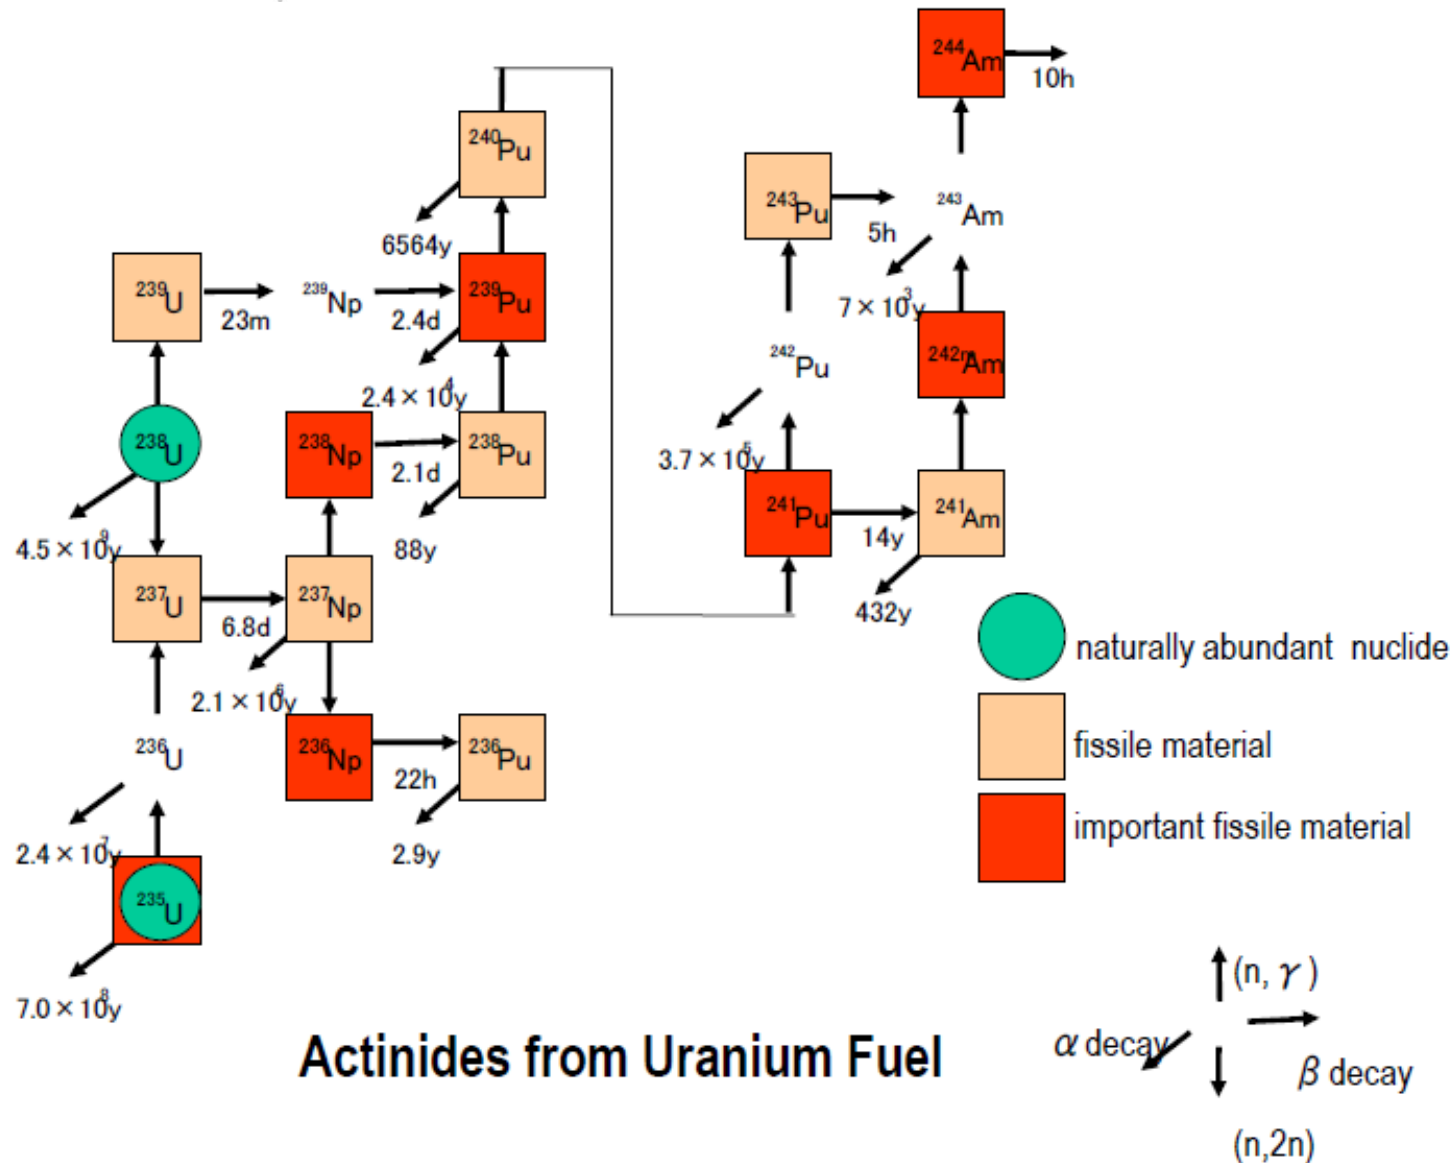 244Am
10h
240Pu
243Pu
243Am
6564y
5h
239U
239Np
239Pu
23m
2.4d
7×10³y
242Pu
242mAm
2.4×10⁴y
238U
238Np
238Pu
2.1d
3.7×10⁵y
241Pu
241Am
4.5×10⁹y
88y
14y
237U
237Np
6.8d
432y
naturally abundant nuclide
2.1×10⁶y
236U
236Np
236Pu
fissile material
22h
2.4×10⁷y
2.9y
important fissile material
235U
7.0×10⁸y
(n, γ)
Actinides from Uranium Fuel
α decay
β decay
(n,2n)